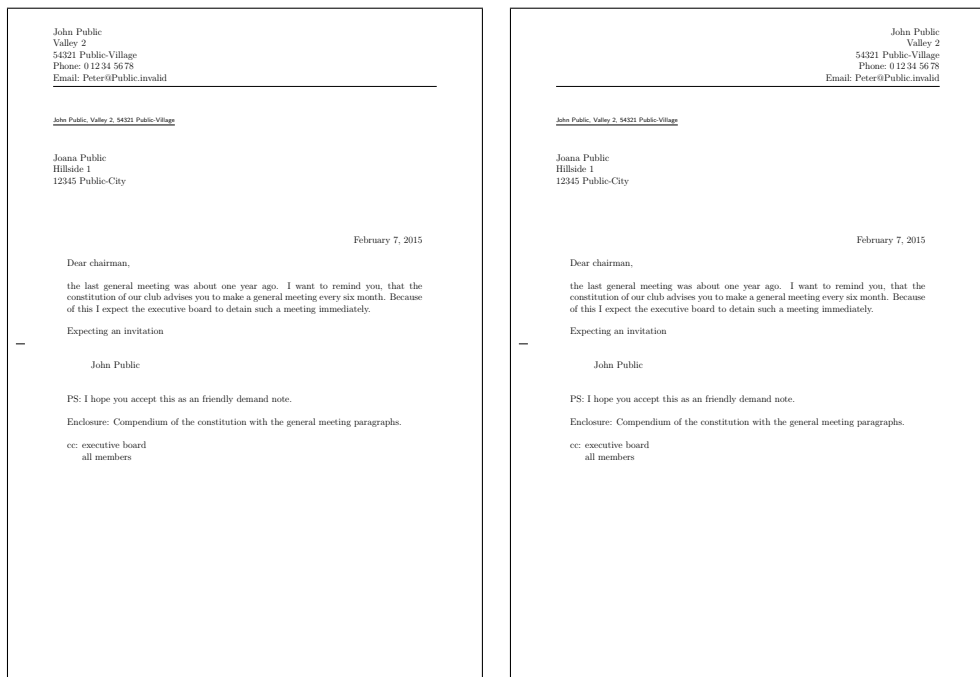 John Public
Valley 2
54321 Public-Village
Phone: 0 12 34 56 78
Email: Peter@Public.invalid
John Public, Valley 2, 54321 Public-Village
Joana Public
Hillside 1
12345 Public-City
February 7, 2015
Dear chairman,
the last general meeting was about one year ago. I want to remind you, that the
constitution of our club advises you to make a general meeting every six month. Because
of this I expect the executive board to detain such a meeting immediately.
Expecting an invitation
John Public
PS: I hope you accept this as an friendly demand note.
Enclosure: Compendium of the constitution with the general meeting paragraphs.
cc: executive board
all members
John Public
Valley 2
54321 Public-Village
Phone: 0 12 34 56 78
Email: Peter@Public.invalid
John Public, Valley 2, 54321 Public-Village
Joana Public
Hillside 1
12345 Public-City
February 7, 2015
Dear chairman,
the last general meeting was about one year ago. I want to remind you, that the
constitution of our club advises you to make a general meeting every six month. Because
of this I expect the executive board to detain such a meeting immediately.
Expecting an invitation
John Public
PS: I hope you accept this as an friendly demand note.
Enclosure: Compendium of the constitution with the general meeting paragraphs.
cc: executive board
all members